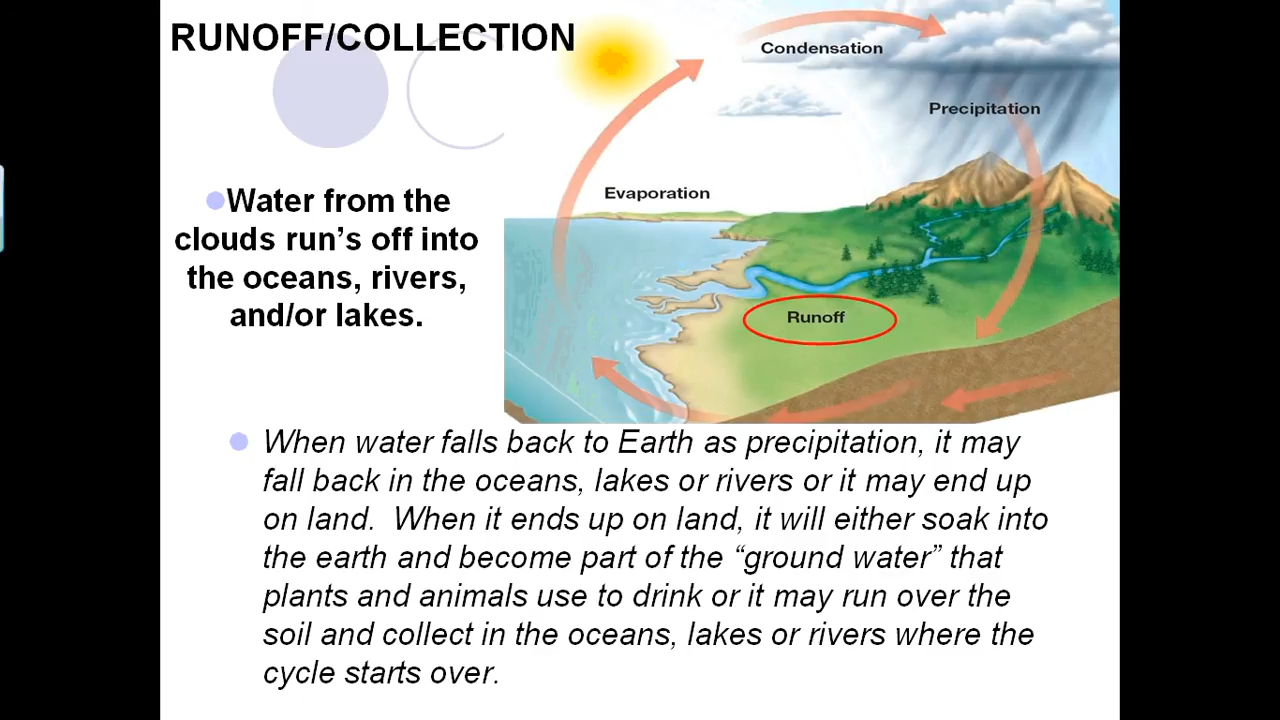 RUNOFF/COLLECTION
Condensation
Precipitation
Evaporation
Water from the
clouds run's off into
the oceans, rivers,
and/or lakes.
Runoff
When water falls back to Earth as precipitation, it may
fall back in the oceans, lakes or rivers or it may end up
on land.  When it ends up on land, it will either soak into
the earth and become part of the “ground water” that
plants and animals use to drink or it may run over the
soil and collect in the oceans, lakes or rivers where the
cycle starts over.